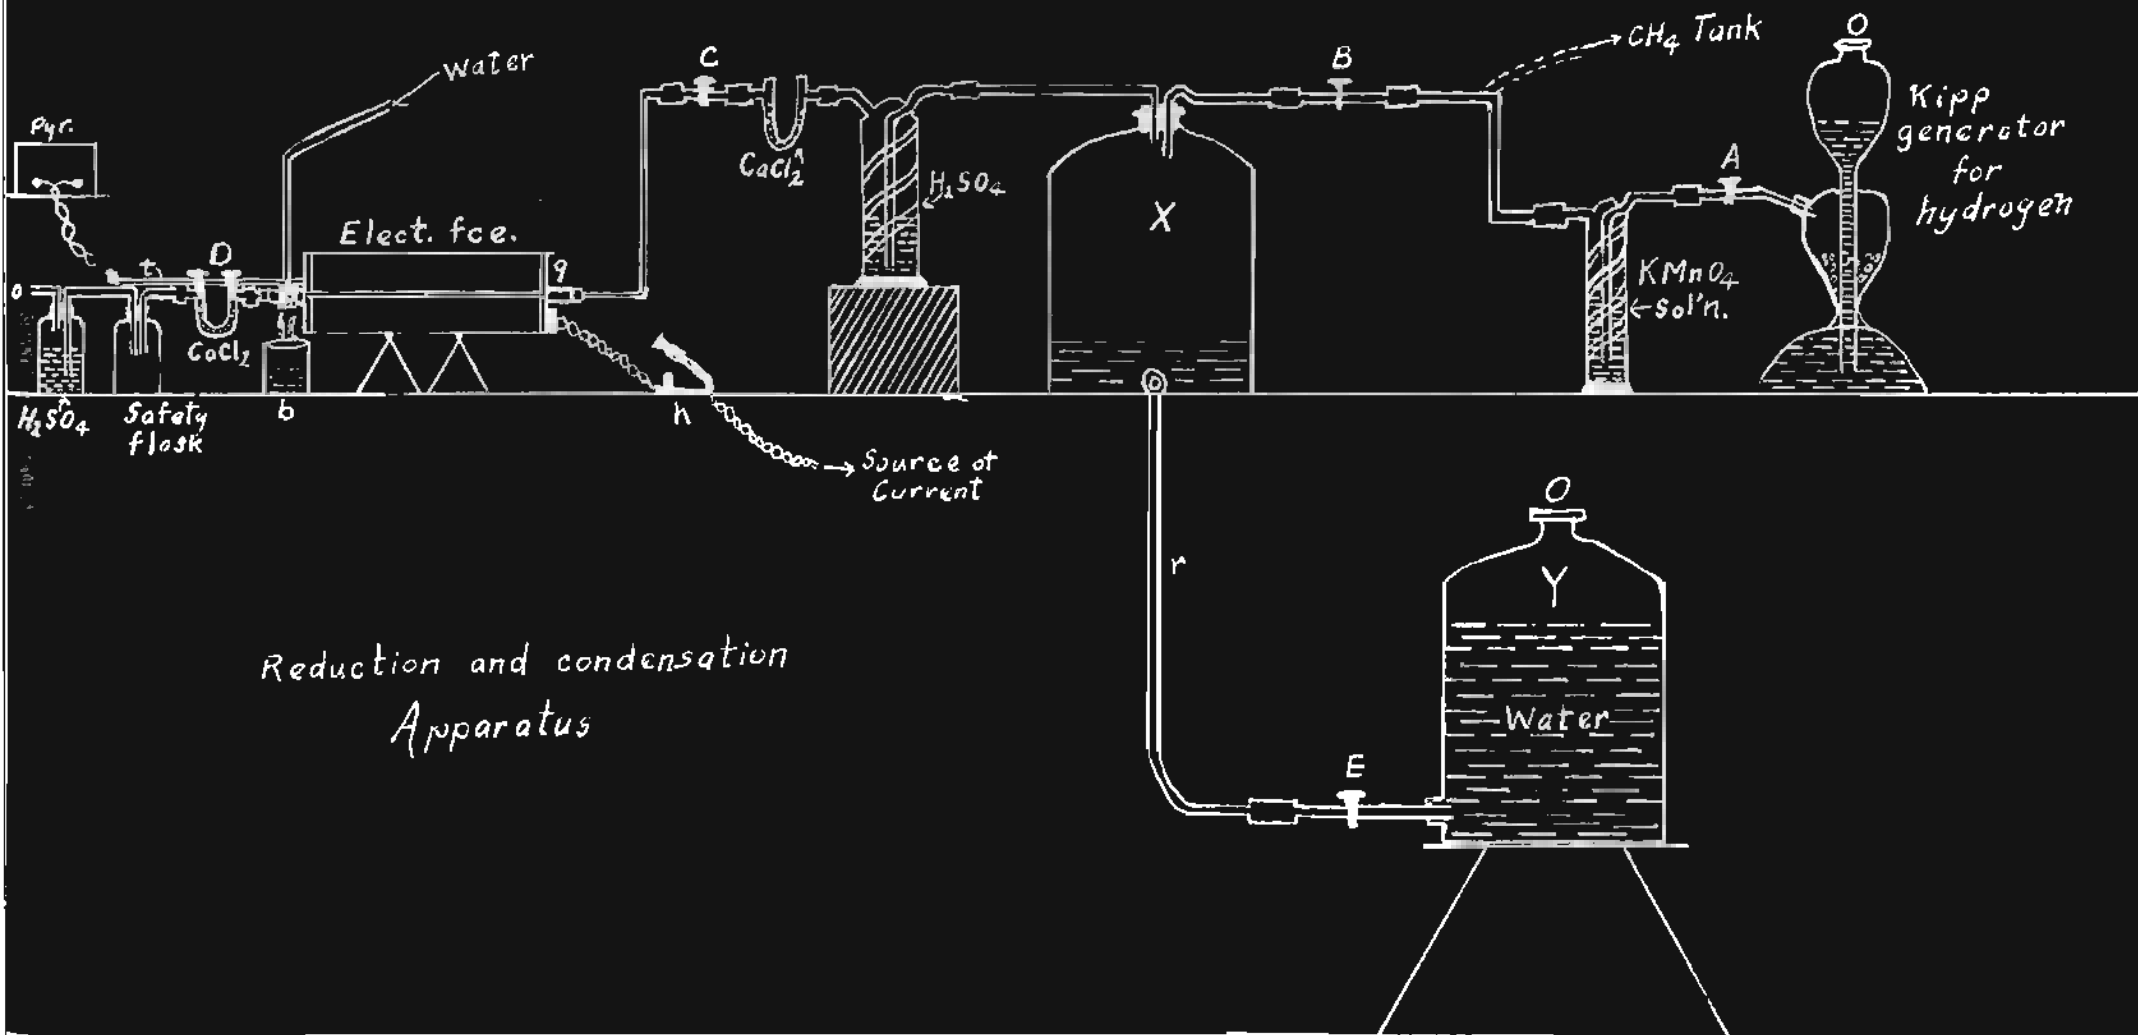 Water
C
B
CH4 Tank
O
Kipp
generator
for
hydrogen
Pyr.
CaCl2
H2SO4
X
A
Elect. fce.
t
D
q
KMnO4
sol'n.
o
CaCl2
H2SO4
Safety
flask
b
h
Source of
Current
O
r
Y
Reduction and condensation
Apparatus
Water
E